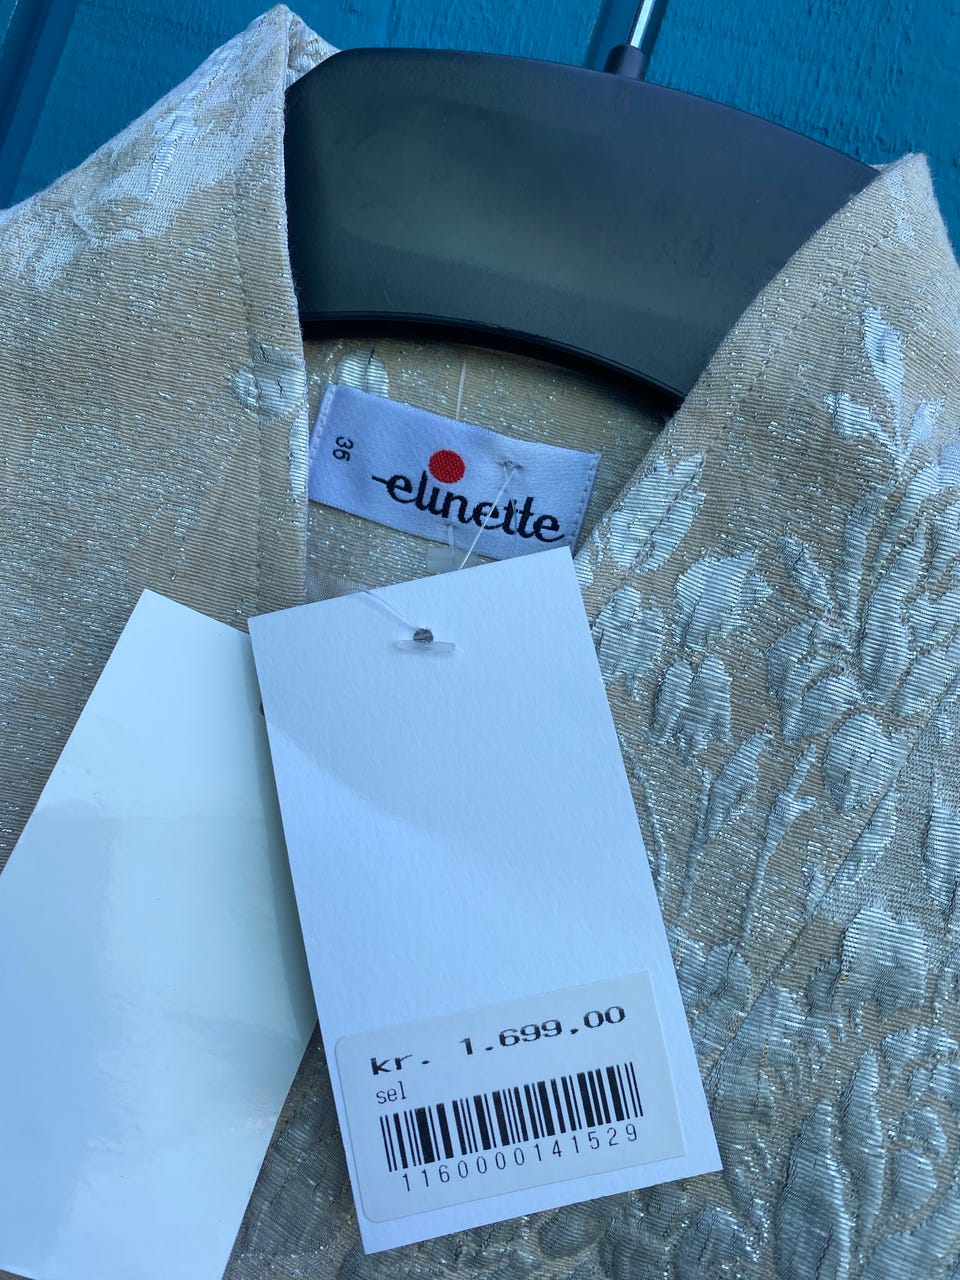 36
elinette
kr. 1.699,00
sel
1160000141529